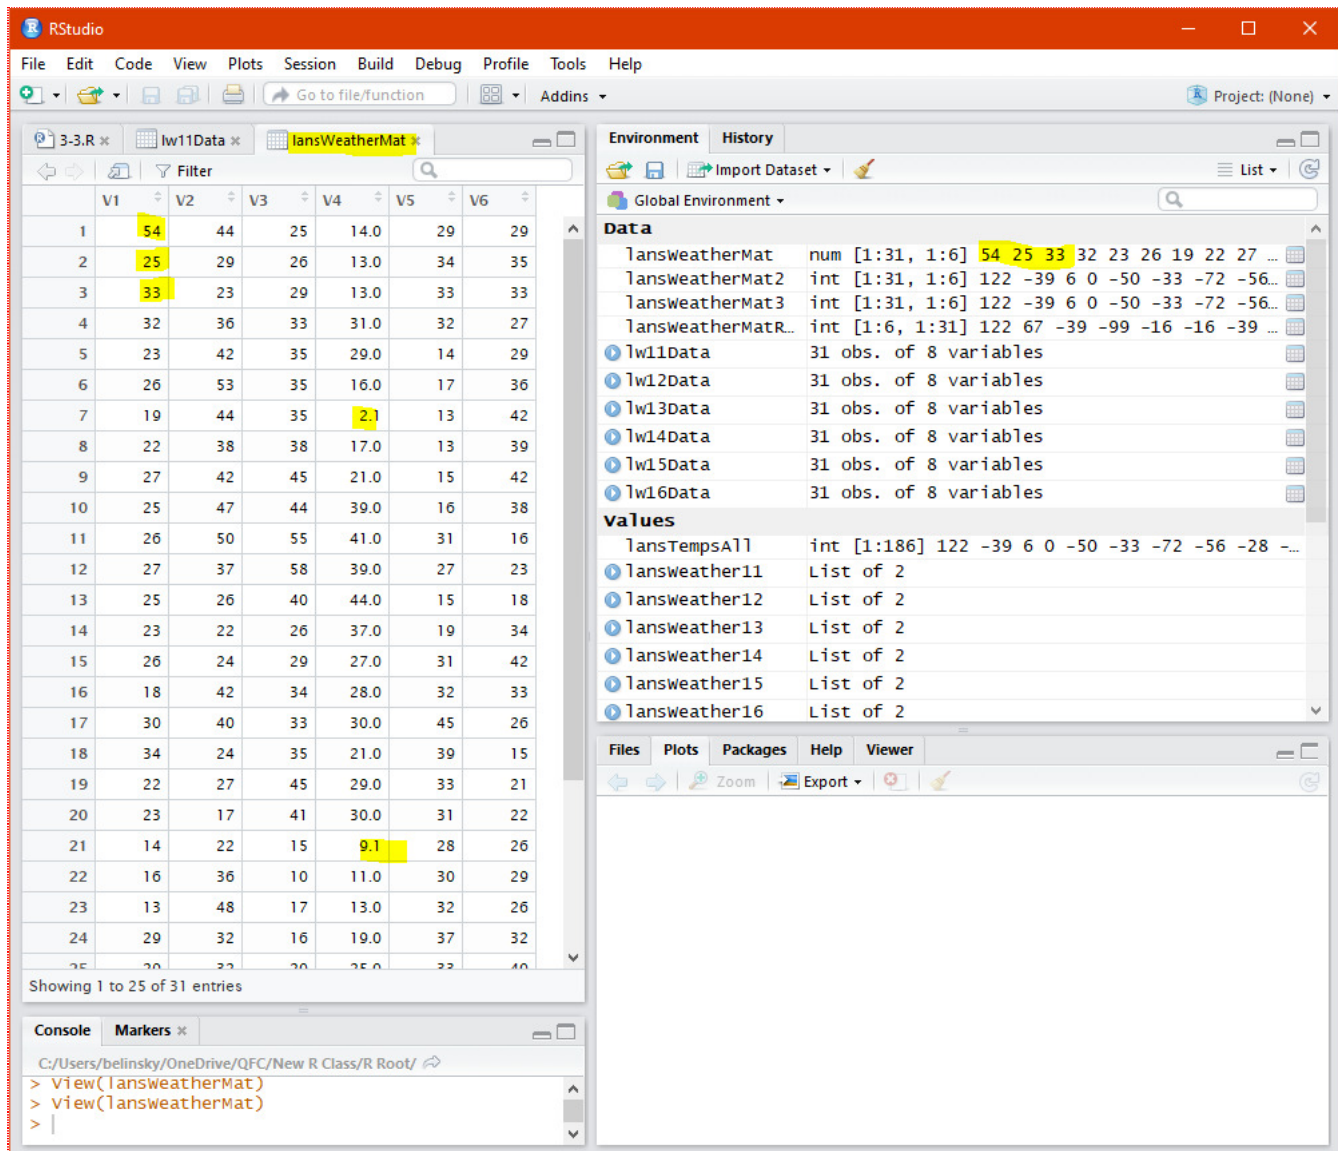 RStudio
File Edit Code View Plots Session Build Debug Profile Tools Help
Go to file/function Addins Project: (None)
3-3.R lw11Data lansWeatherMat
Filter
V1 V2 V3 V4 V5 V6
1 54 44 25 14.0 29 29
2 25 29 26 13.0 34 35
3 33 23 29 13.0 33 33
4 32 36 33 31.0 32 27
5 23 42 35 29.0 14 29
6 26 53 35 16.0 17 36
7 19 44 35 2.1 13 42
8 22 38 38 17.0 13 39
9 27 42 45 21.0 15 42
10 25 47 44 39.0 16 38
11 26 50 55 41.0 31 16
12 27 37 58 39.0 27 23
13 25 26 40 44.0 15 18
14 23 22 26 37.0 19 34
15 26 24 29 27.0 31 42
16 18 42 34 28.0 32 33
17 30 40 33 30.0 45 26
18 34 24 35 21.0 39 15
19 22 27 45 29.0 33 21
20 23 17 41 30.0 31 22
21 14 22 15 9.1 28 26
22 16 36 10 11.0 30 29
23 13 48 17 13.0 32 26
24 29 32 16 19.0 37 32
Showing 1 to 25 of 31 entries
Console Markers
C:/Users/belinsky/OneDrive/QFC/New R Class/R Root/
> View(lansWeatherMat)
> View(lansWeatherMat)
>
Environment History
Import Dataset List
Global Environment
Data
lansWeatherMat num [1:31, 1:6] 54 25 33 32 23 26 19 22 27 ...
lansWeatherMat2 int [1:31, 1:6] 122 -39 6 0 -50 -33 -72 -56…
lansWeatherMat3 int [1:31, 1:6] 122 -39 6 0 -50 -33 -72 -56…
lansWeatherMatR… int [1:6, 1:31] 122 67 -39 -99 -16 -16 -39 ...
lw11Data 31 obs. of 8 variables
lw12Data 31 obs. of 8 variables
lw13Data 31 obs. of 8 variables
lw14Data 31 obs. of 8 variables
lw15Data 31 obs. of 8 variables
lw16Data 31 obs. of 8 variables
Values
lansTempsAll int [1:186] 122 -39 6 0 -50 -33 -72 -56 -28 -…
lansWeather11 List of 2
lansWeather12 List of 2
lansWeather13 List of 2
lansWeather14 List of 2
lansWeather15 List of 2
lansWeather16 List of 2
Files Plots Packages Help Viewer
Zoom Export